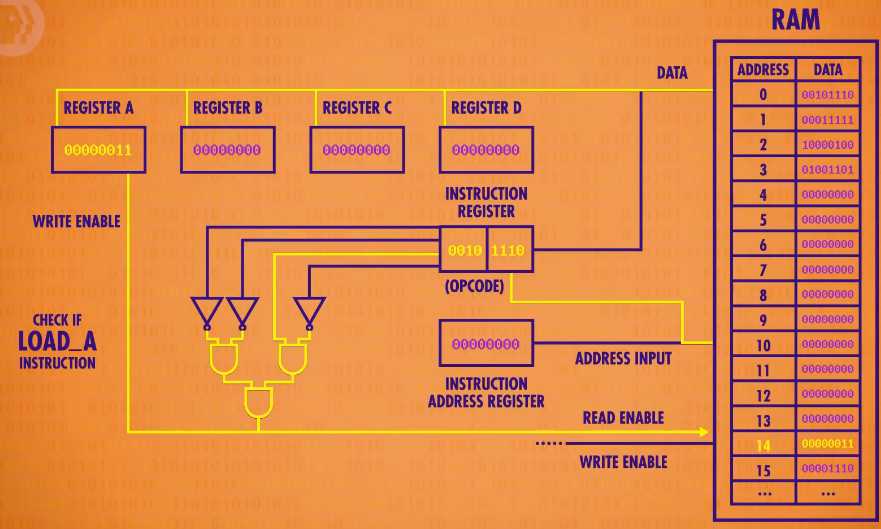 RAM
DATA
ADDRESS DATA
0 00101110
1 00011111
2 10000100
3 01001101
4 00000000
5 00000000
6 00000000
7 00000000
8 00000000
9 00000000
10 00000000
11 00000000
12 00000000
13 00000000
14 00000011
15 00001110
... ...
REGISTER A
REGISTER B
REGISTER C
REGISTER D
00000011
00000000
00000000
00000000
WRITE ENABLE
INSTRUCTION
REGISTER
0010 1110
(OPCODE)
CHECK IF
LOAD_A
INSTRUCTION
00000000
ADDRESS INPUT
INSTRUCTION
ADDRESS REGISTER
READ ENABLE
WRITE ENABLE